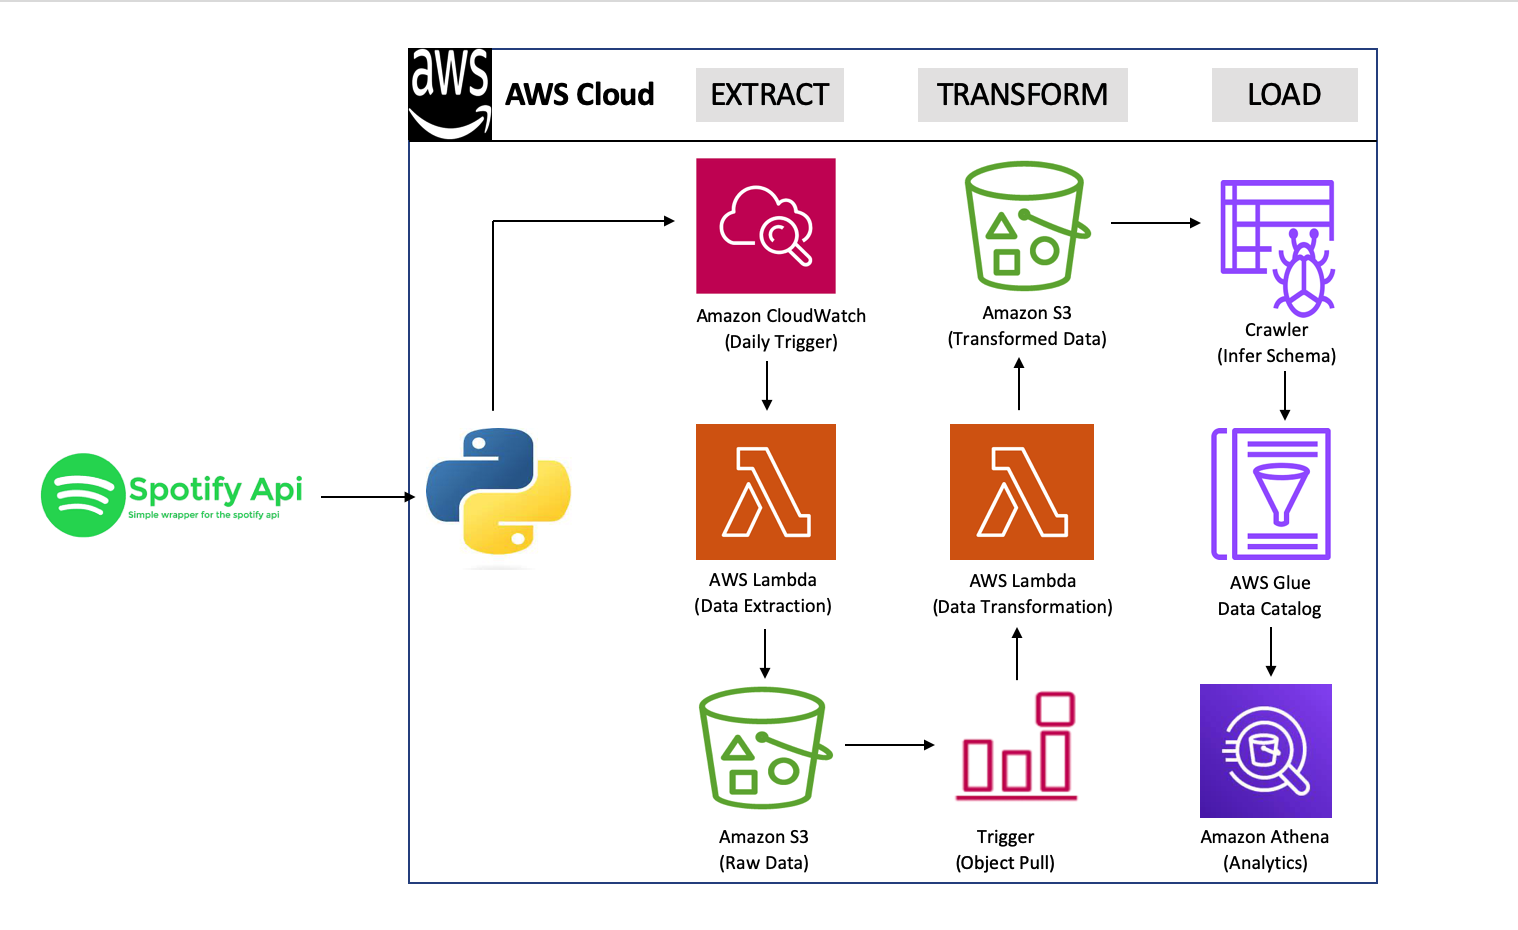 aws
AWS Cloud
EXTRACT
TRANSFORM
LOAD
Amazon CloudWatch
(Daily Trigger)
Amazon S3
(Transformed Data)
Crawler
(Infer Schema)
Spotify Api
Simple wrapper for the spotify api
AWS Lambda
(Data Extraction)
AWS Lambda
(Data Transformation)
AWS Glue
Data Catalog
Amazon S3
(Raw Data)
Trigger
(Object Pull)
Amazon Athena
(Analytics)